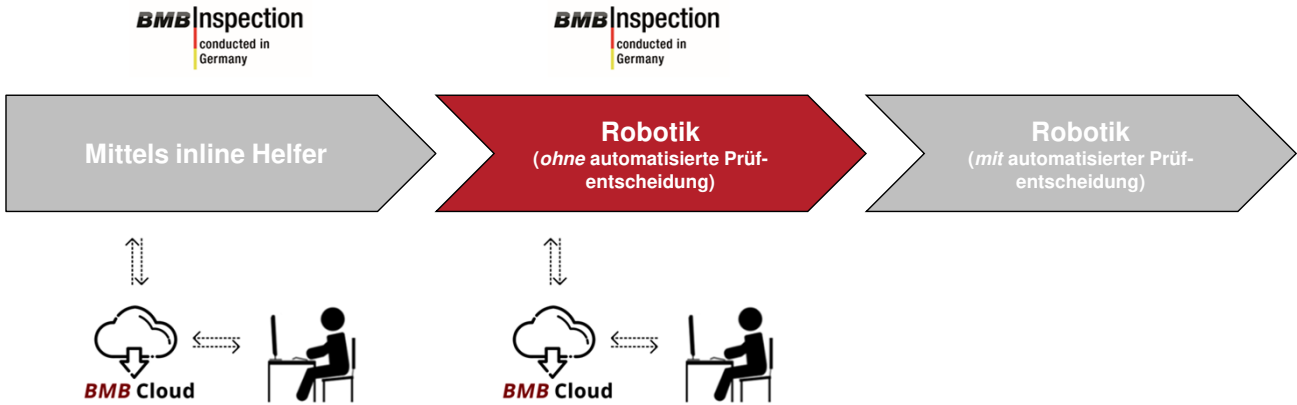 BMB Inspection
conducted in
Germany
BMB Inspection
conducted in
Germany
Mittels inline Helfer
Robotik
(ohne automatisierte Prüf-
entscheidung)
Robotik
(mit automatisierter Prüf-
entscheidung)
BMB Cloud
BMB Cloud